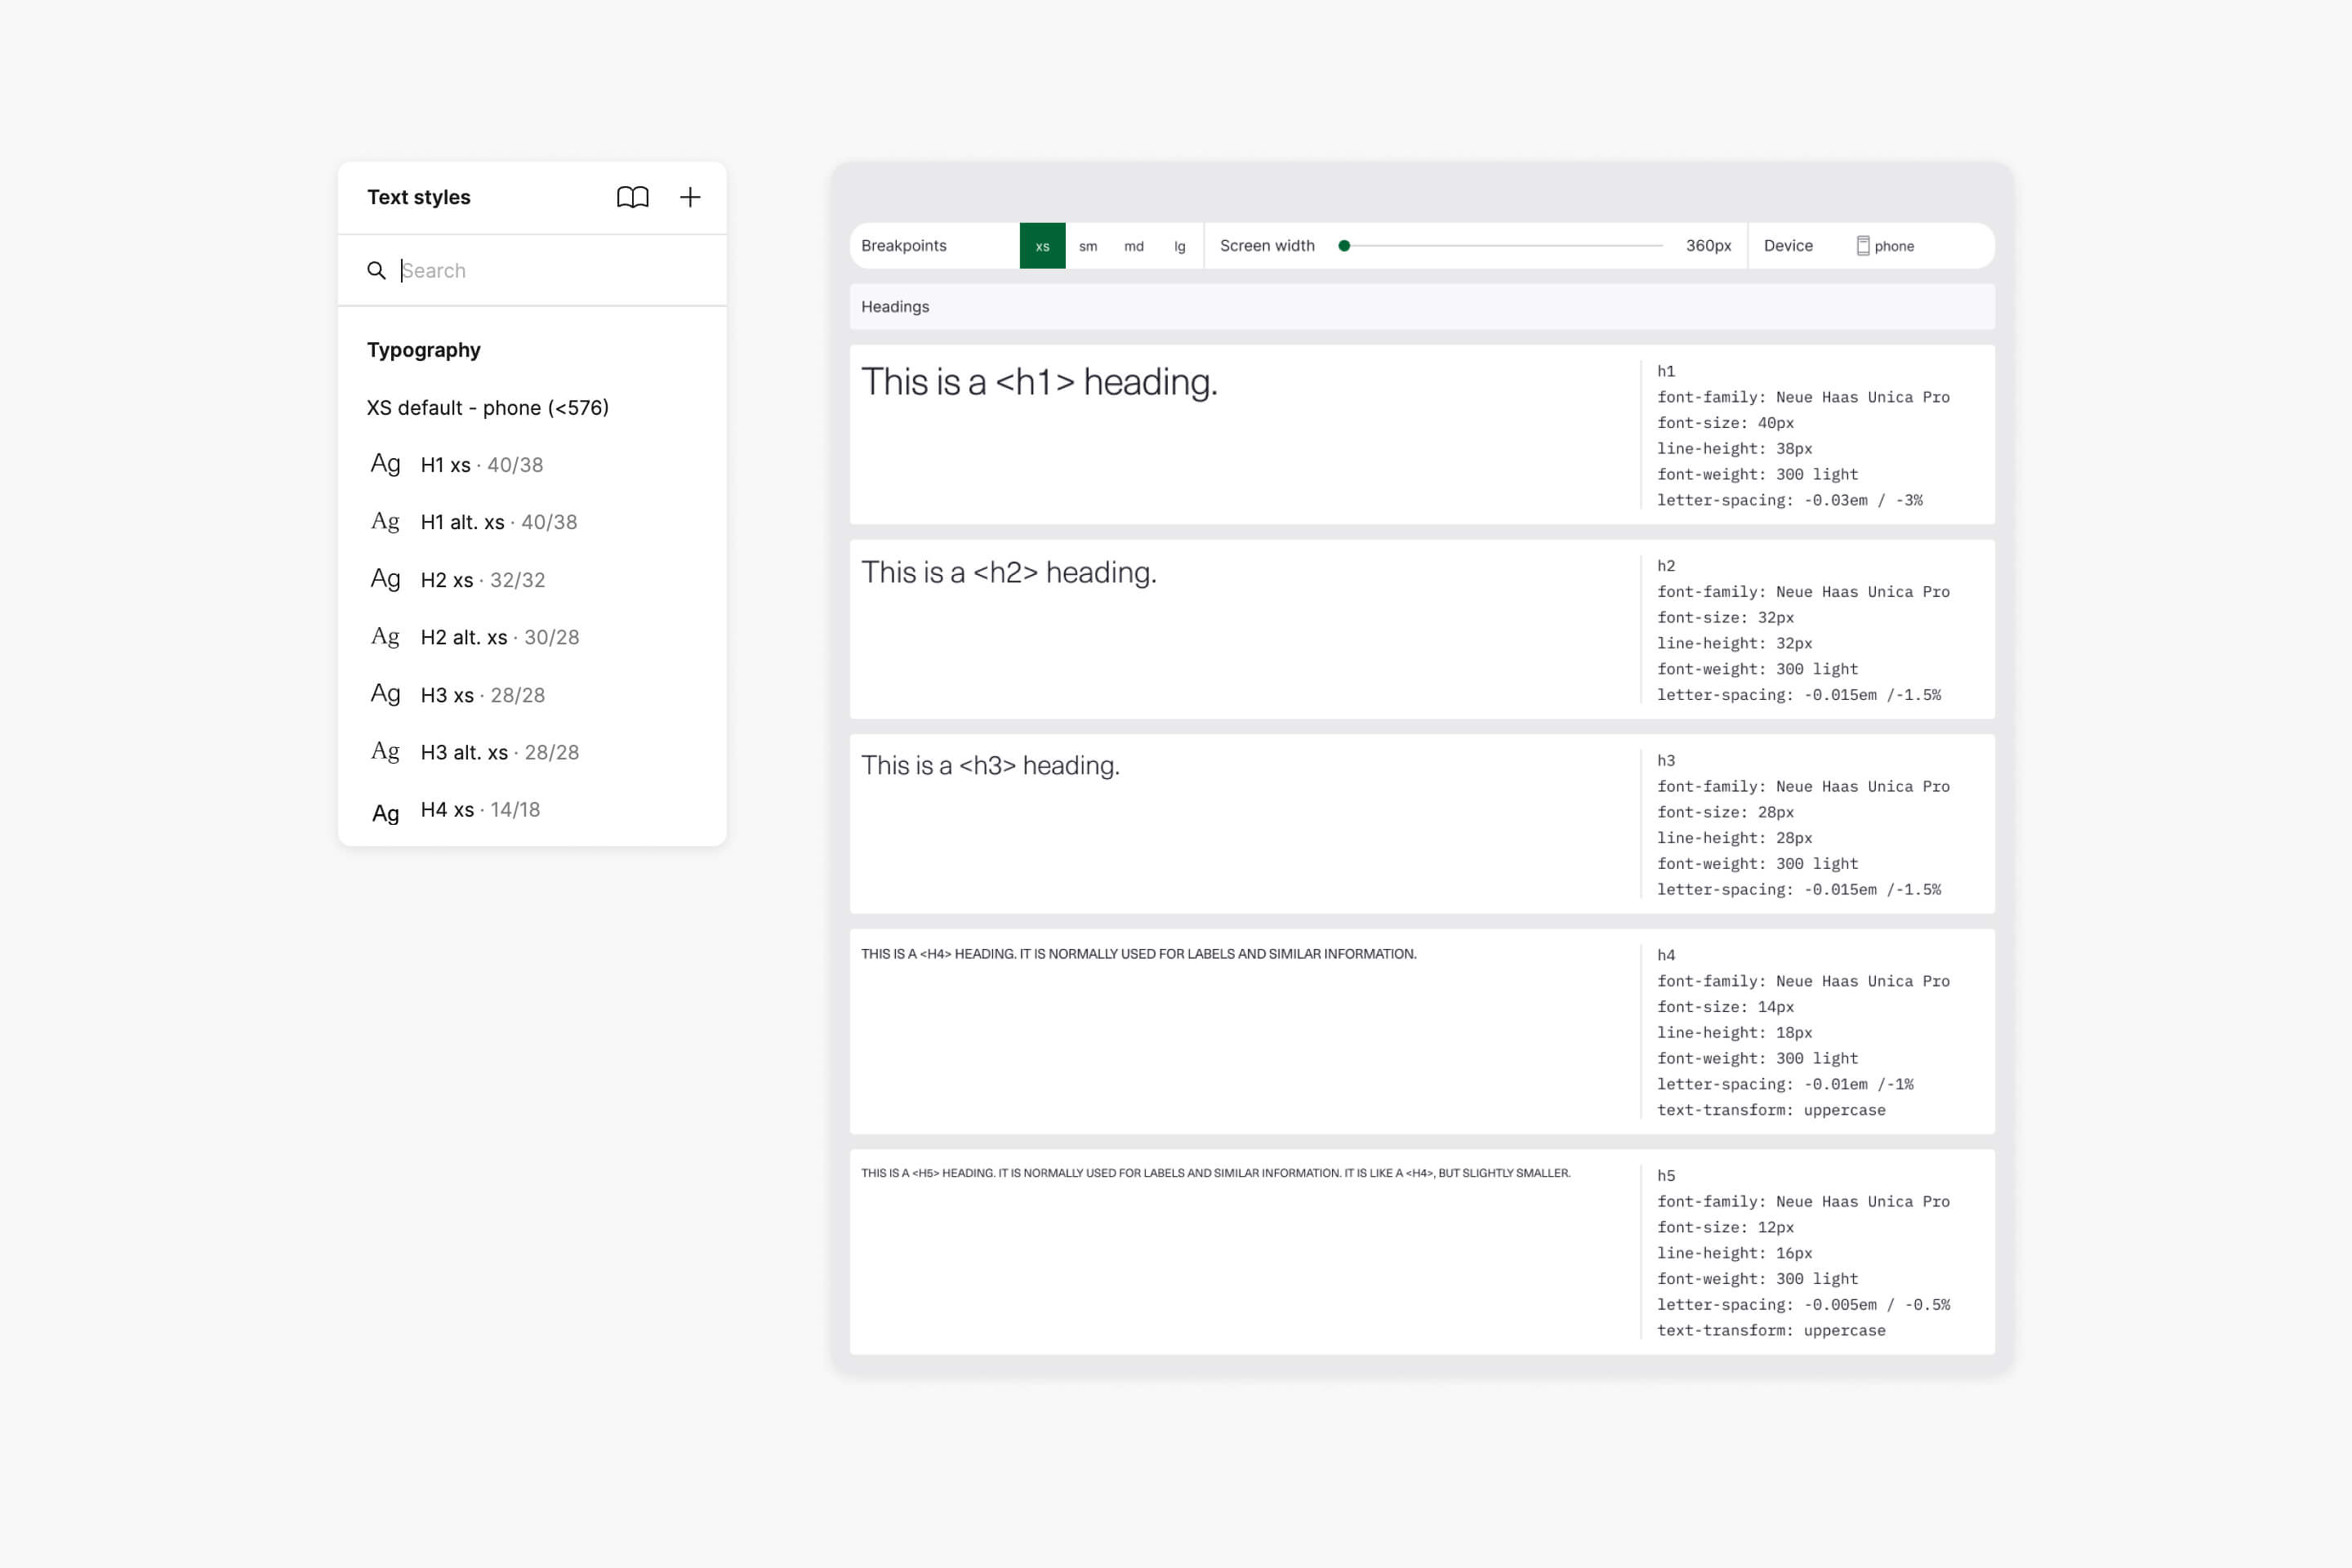 Text styles
Search
Typography
XS default - phone (<576)
Ag H1 xs · 40/38
Ag H1 alt. xs · 40/38
Ag H2 xs · 32/32
Ag H2 alt. xs · 30/28
Ag H3 xs · 28/28
Ag H3 alt. xs · 28/28
Ag H4 xs · 14/18
Breakpoints xs sm md lg Screen width 360px Device phone
Headings
This is a <h1> heading.
h1
font-family: Neue Haas Unica Pro
font-size: 40px
line-height: 38px
font-weight: 300 light
letter-spacing: -0.03em / -3%
This is a <h2> heading.
h2
font-family: Neue Haas Unica Pro
font-size: 32px
line-height: 32px
font-weight: 300 light
letter-spacing: -0.015em /-1.5%
This is a <h3> heading.
h3
font-family: Neue Haas Unica Pro
font-size: 28px
line-height: 28px
font-weight: 300 light
letter-spacing: -0.015em /-1.5%
THIS IS A <H4> HEADING. IT IS NORMALLY USED FOR LABELS AND SIMILAR INFORMATION.
h4
font-family: Neue Haas Unica Pro
font-size: 14px
line-height: 18px
font-weight: 300 light
letter-spacing: -0.01em /-1%
text-transform: uppercase
THIS IS A <H5> HEADING. IT IS NORMALLY USED FOR LABELS AND SIMILAR INFORMATION. IT IS LIKE A <H4>, BUT SLIGHTLY SMALLER.
h5
font-family: Neue Haas Unica Pro
font-size: 12px
line-height: 16px
font-weight: 300 light
letter-spacing: -0.005em / -0.5%
text-transform: uppercase